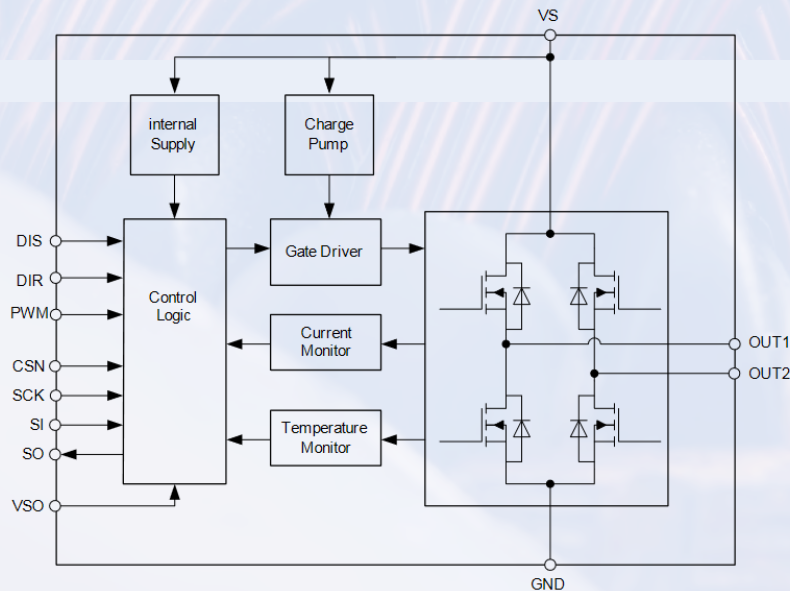 VS
internal
Supply
Charge
Pump
DIS
DIR
PWM
CSN
SCK
SI
SO
VSO
Control
Logic
Gate Driver
Current
Monitor
Temperature
Monitor
OUT1
OUT2
GND